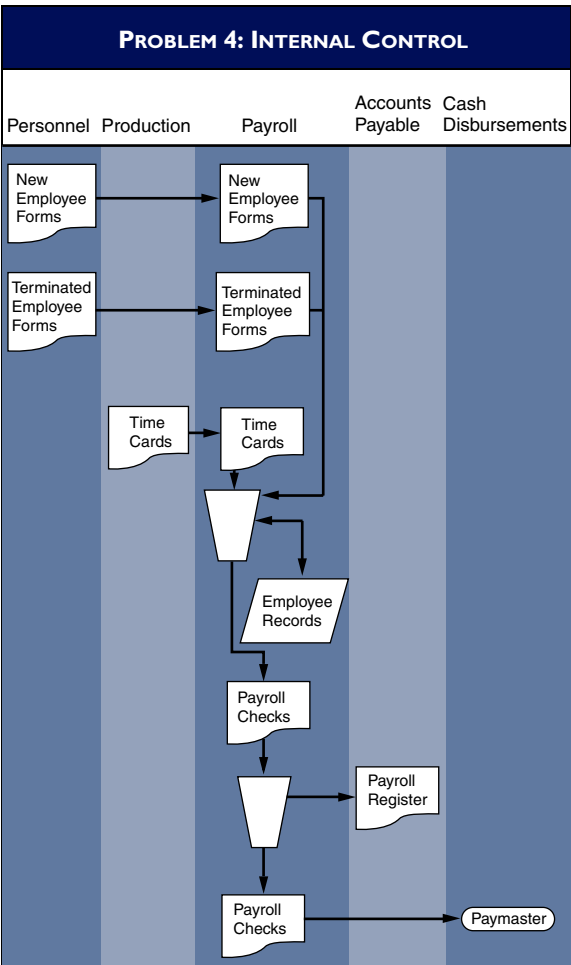 PROBLEM 4: INTERNAL CONTROL
Personnel
Production
Payroll
Accounts
Payable
Cash
Disbursements
New
Employee
Forms
New
Employee
Forms
Terminated
Employee
Forms
Terminated
Employee
Forms
Time
Cards
Time
Cards
Employee
Records
Payroll
Checks
Payroll
Register
Payroll
Checks
Paymaster